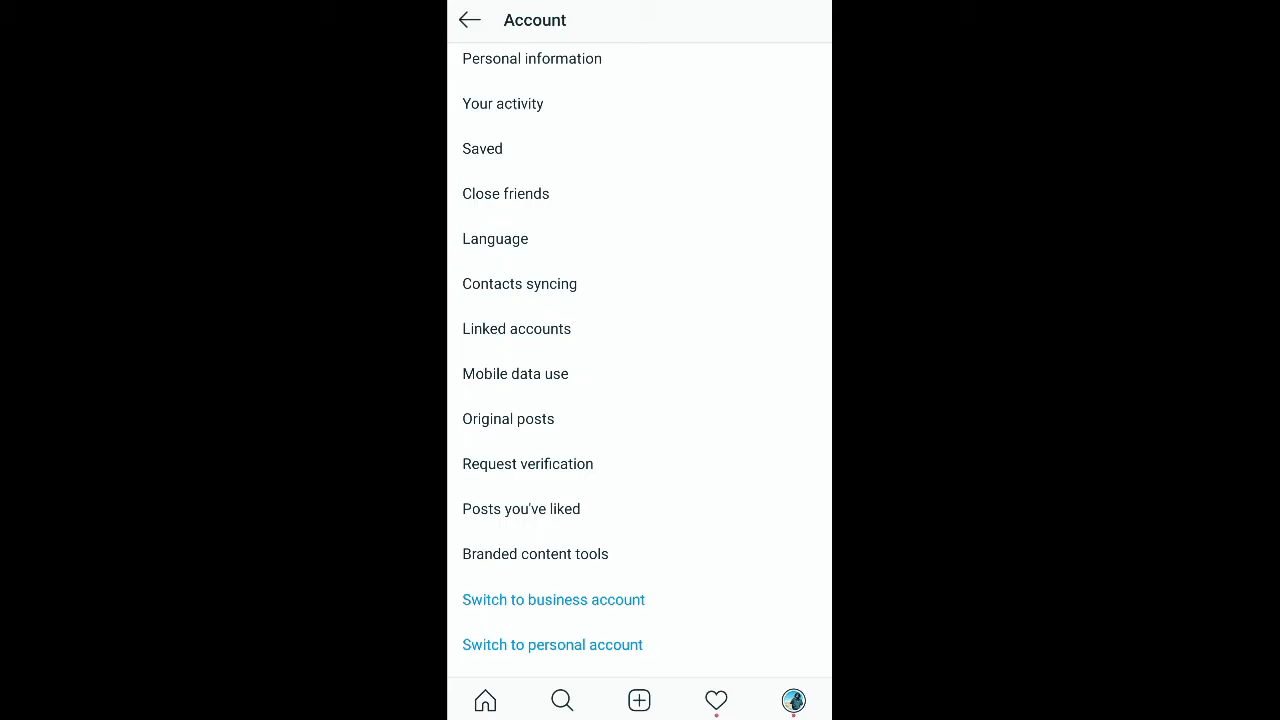 Account
Personal information
Your activity
Saved
Close friends
Language
Contacts syncing
Linked accounts
Mobile data use
Original posts
Request verification
Posts you've liked
Branded content tools
Switch to business account
Switch to personal account